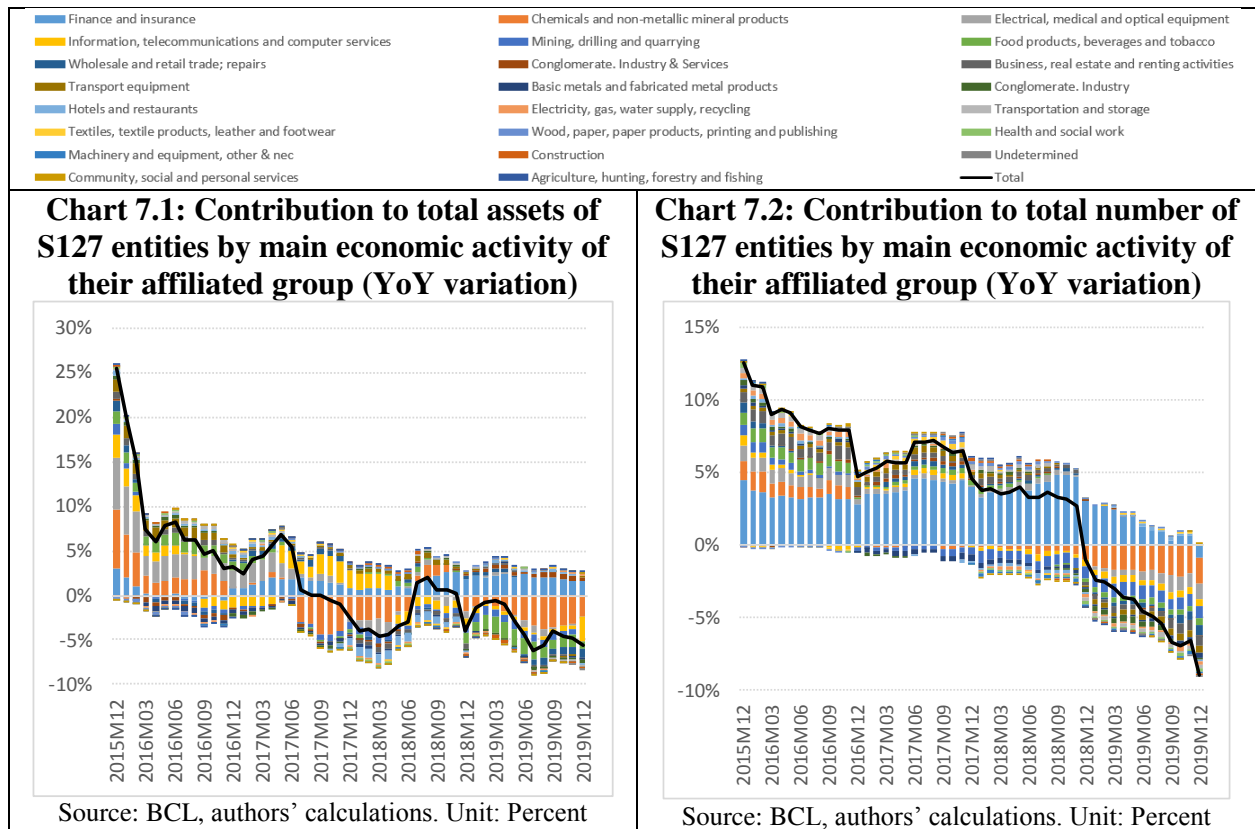 Finance and insurance
Chemicals and non-metallic mineral products
Electrical, medical and optical equipment
Information, telecommunications and computer services
Mining, drilling and quarrying
Food products, beverages and tobacco
Wholesale and retail trade; repairs
Conglomerate. Industry & Services
Business, real estate and renting activities
Transport equipment
Basic metals and fabricated metal products
Conglomerate. Industry
Hotels and restaurants
Electricity, gas, water supply, recycling
Transportation and storage
Textiles, textile products, leather and footwear
Wood, paper, paper products, printing and publishing
Health and social work
Machinery and equipment, other & nec
Construction
Undetermined
Community, social and personal services
Agriculture, hunting, forestry and fishing
Total
Chart 7.1: Contribution to total assets of
S127 entities by main economic activity of
their affiliated group (YoY variation)
30%
25%
20%
15%
10%
5%
0%
-5%
-10%
2015M12
2016M03
2016M06
2016M09
2016M12
2017M03
2017M06
2017M09
2017M12
2018M03
2018M06
2018M09
2018M12
2019M03
2019M06
2019M09
2019M12
Source: BCL, authors' calculations. Unit: Percent
Chart 7.2: Contribution to total number of
S127 entities by main economic activity of
their affiliated group (YoY variation)
15%
10%
5%
0%
-5%
-10%
2015M12
2016M03
2016M06
2016M09
2016M12
2017M03
2017M06
2017M09
2017M12
2018M03
2018M06
2018M09
2018M12
2019M03
2019M06
2019M09
2019M12
Source: BCL, authors' calculations. Unit: Percent